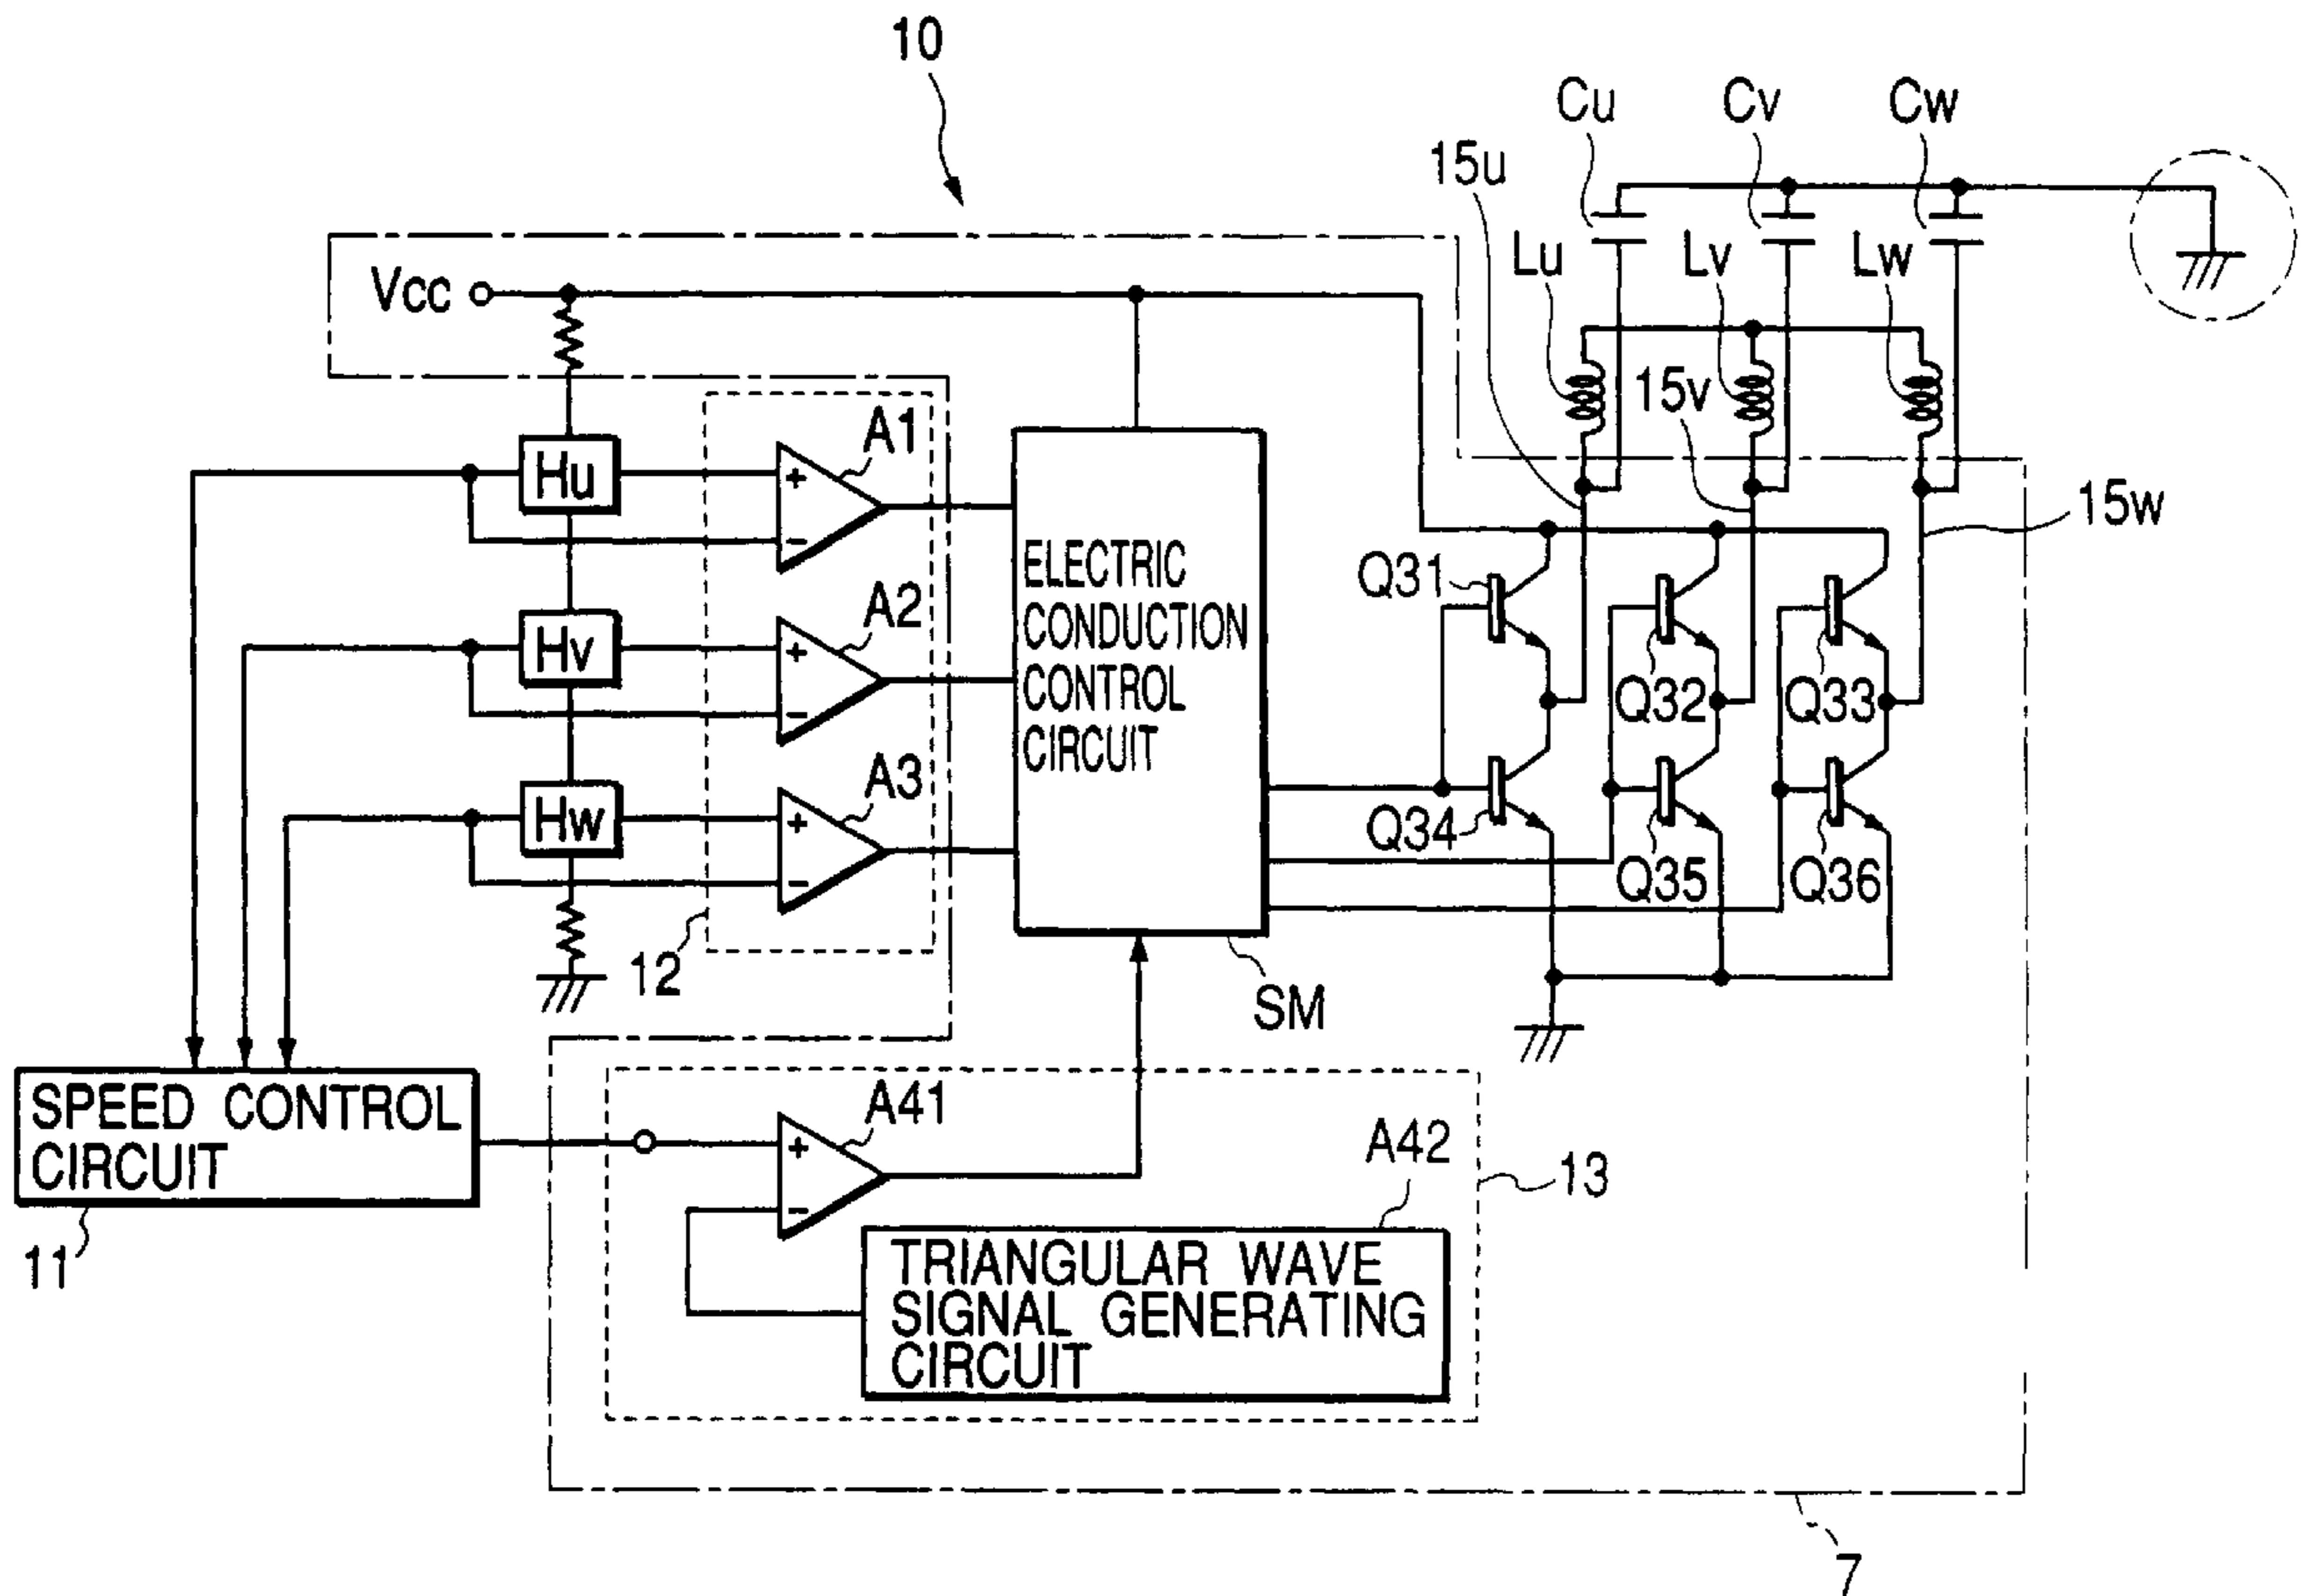 10
Cu
Cv
Cw
15u
Lu
Lv
Lw
Vcc
15v
A1
Hu
+
-
15w
ELECTRIC
CONDUCTION
CONTROL
CIRCUIT
Q31
A2
Hv
+
-
Q32
Q33
A3
Hw
+
-
Q34
Q35
Q36
12
SM
SPEED CONTROL
CIRCUIT
11
A41
+
-
A42
13
TRIANGULAR WAVE
SIGNAL GENERATING
CIRCUIT
7